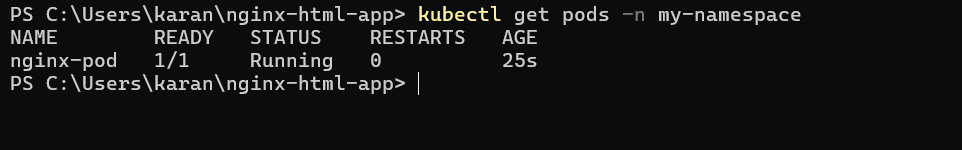 PS C:\Users\karan\nginx-html-app> kubectl get pods -n my-namespace
NAME        READY   STATUS    RESTARTS   AGE
nginx-pod   1/1     Running   0          25s
PS C:\Users\karan\nginx-html-app>